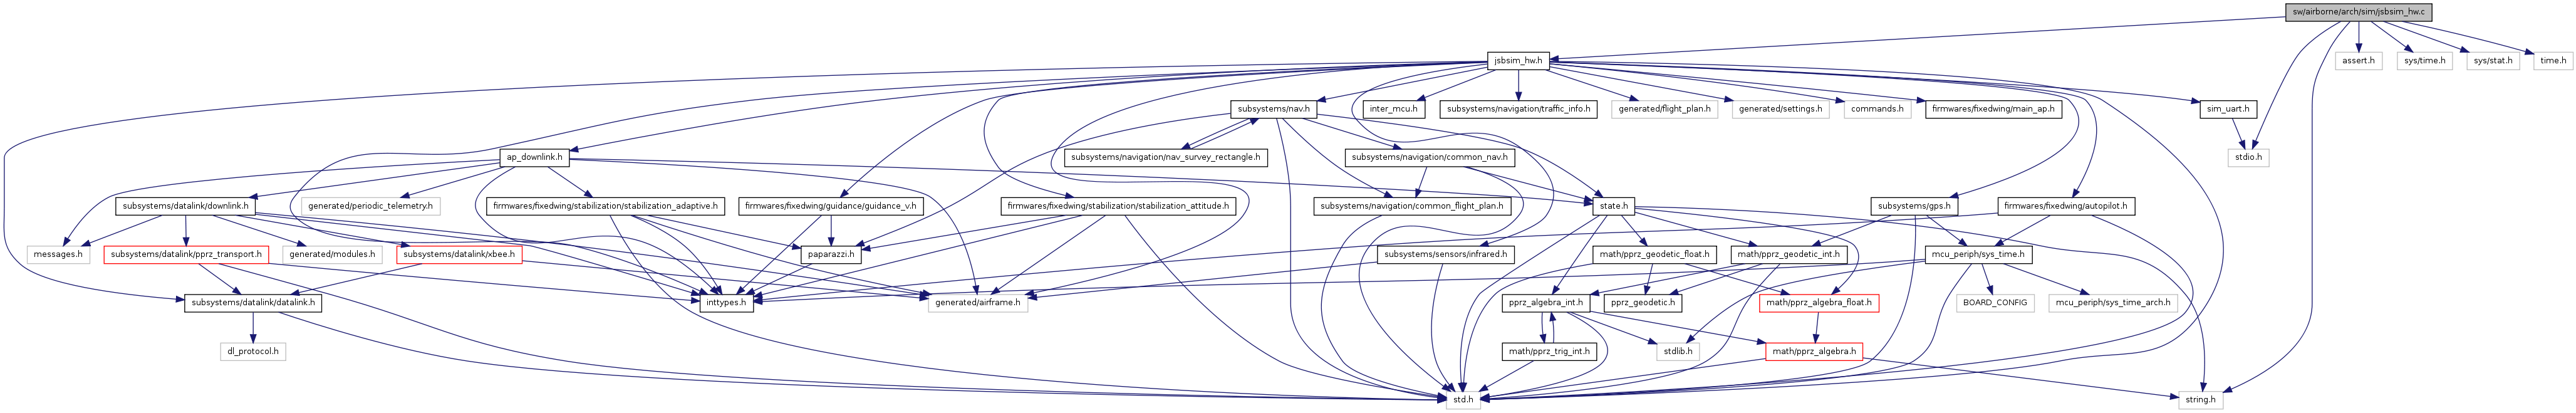 sw/airborne/arch/sim/jsbsim_hw.c
jsbsim_hw.h
assert.h
sys/time.h
sys/stat.h
time.h
subsystems/nav.h
inter_mcu.h
subsystems/navigation/traffic_info.h
generated/flight_plan.h
generated/settings.h
commands.h
firmwares/fixedwing/main_ap.h
sim_uart.h
ap_downlink.h
subsystems/navigation/nav_survey_rectangle.h
subsystems/navigation/common_nav.h
stdio.h
subsystems/datalink/downlink.h
generated/periodic_telemetry.h
firmwares/fixedwing/stabilization/stabilization_adaptive.h
firmwares/fixedwing/guidance/guidance_v.h
firmwares/fixedwing/stabilization/stabilization_attitude.h
subsystems/navigation/common_flight_plan.h
state.h
subsystems/gps.h
firmwares/fixedwing/autopilot.h
messages.h
subsystems/datalink/pprz_transport.h
generated/modules.h
subsystems/datalink/xbee.h
paparazzi.h
subsystems/sensors/infrared.h
math/pprz_geodetic_float.h
math/pprz_geodetic_int.h
mcu_periph/sys_time.h
subsystems/datalink/datalink.h
inttypes.h
generated/airframe.h
pprz_algebra_int.h
pprz_geodetic.h
math/pprz_algebra_float.h
BOARD_CONFIG
mcu_periph/sys_time_arch.h
dl_protocol.h
math/pprz_trig_int.h
stdlib.h
math/pprz_algebra.h
std.h
string.h